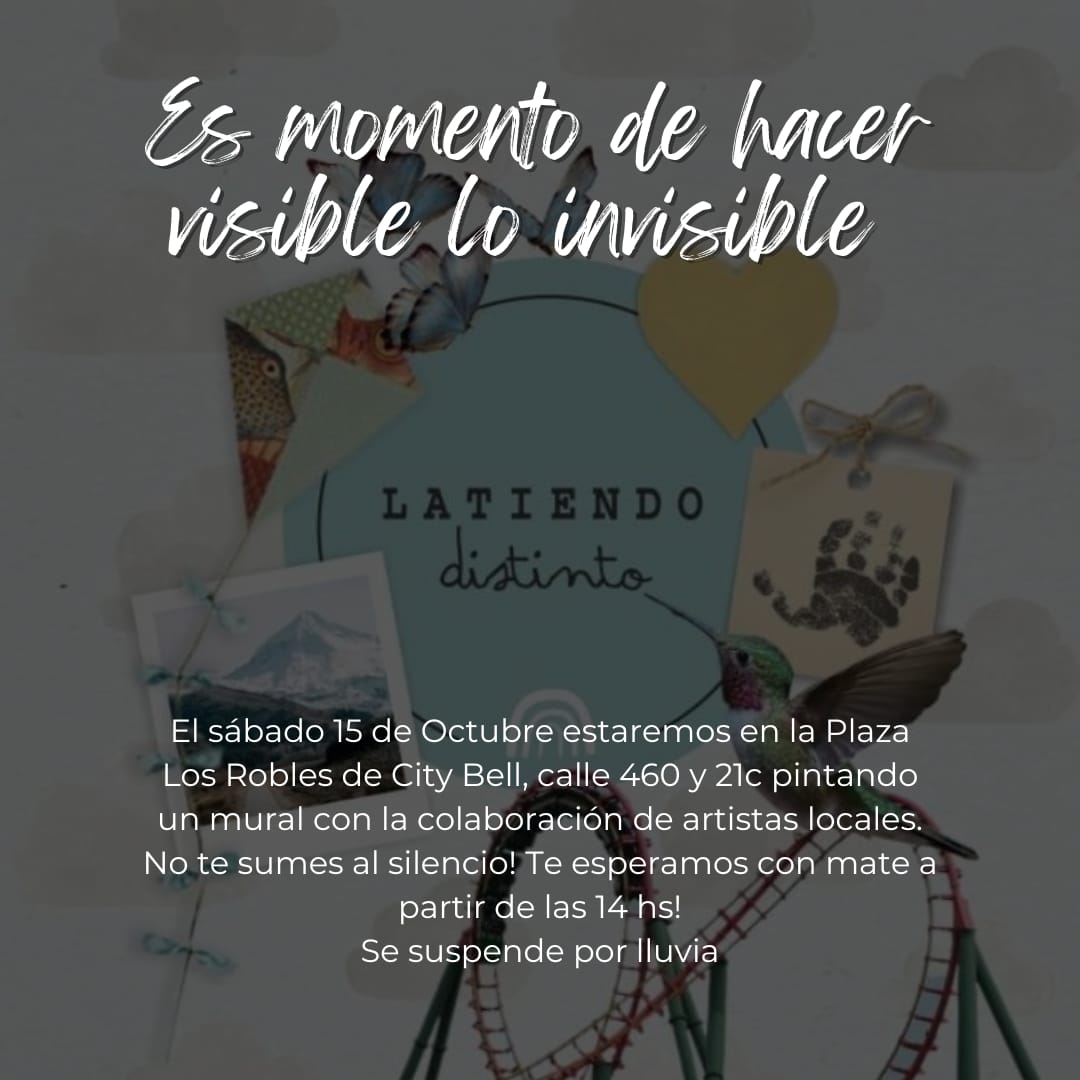 Es momento de hacer
visible lo invisible
LATIENDO
distinto
El sábado 15 de Octubre estaremos en la Plaza
Los Robles de City Bell, calle 460 y 21c pintando
un mural con la colaboración de artistas locales.
No te sumes al silencio! Te esperamos con mate a
partir de las 14 hs!
Se suspende por lluvia